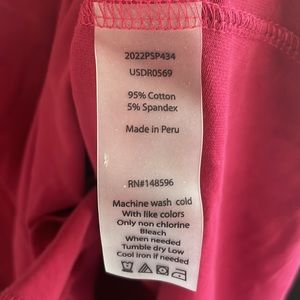 2022PSP434
USDR0569
95% Cotton
5% Spandex
Made in Peru
RN#148596
Machine wash cold
With like colors
Only non chlorine
Bleach
When needed
Tumble dry Low
Cool iron if needed